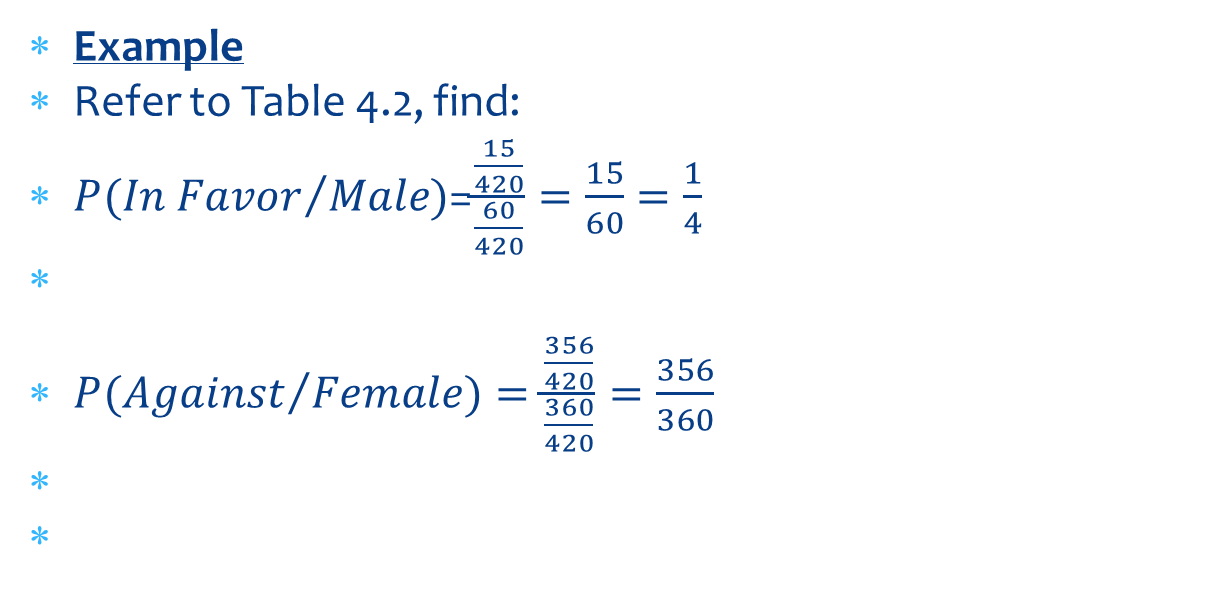 * Example
* Refer to Table 4.2, find:
* P(In Favor/Male)= (15/420)/(60/420) = 15/60 = 1/4
*
* P(Against/Female) = (356/420)/(360/420) = 356/360
*
*